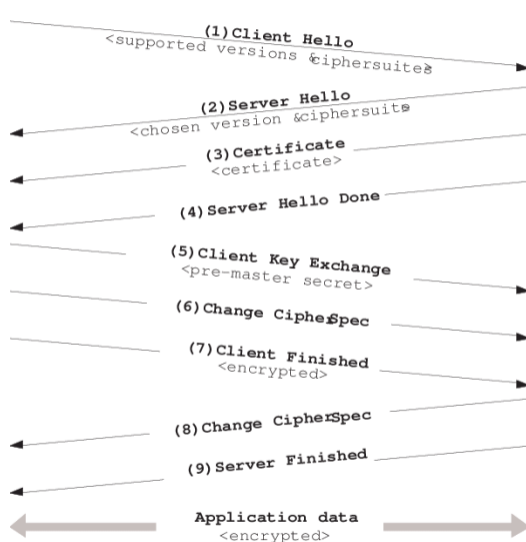 (1)Client Hello
<supported versions &ciphersuites>
(2)Server Hello
<chosen version &ciphersuite>
(3)Certificate
<certificate>
(4)Server Hello Done
(5)Client Key Exchange
<pre-master secret>
(6)Change CipherSpec
(7)Client Finished
<encrypted>
(8)Change CipherSpec
(9)Server Finished
Application data
<encrypted>